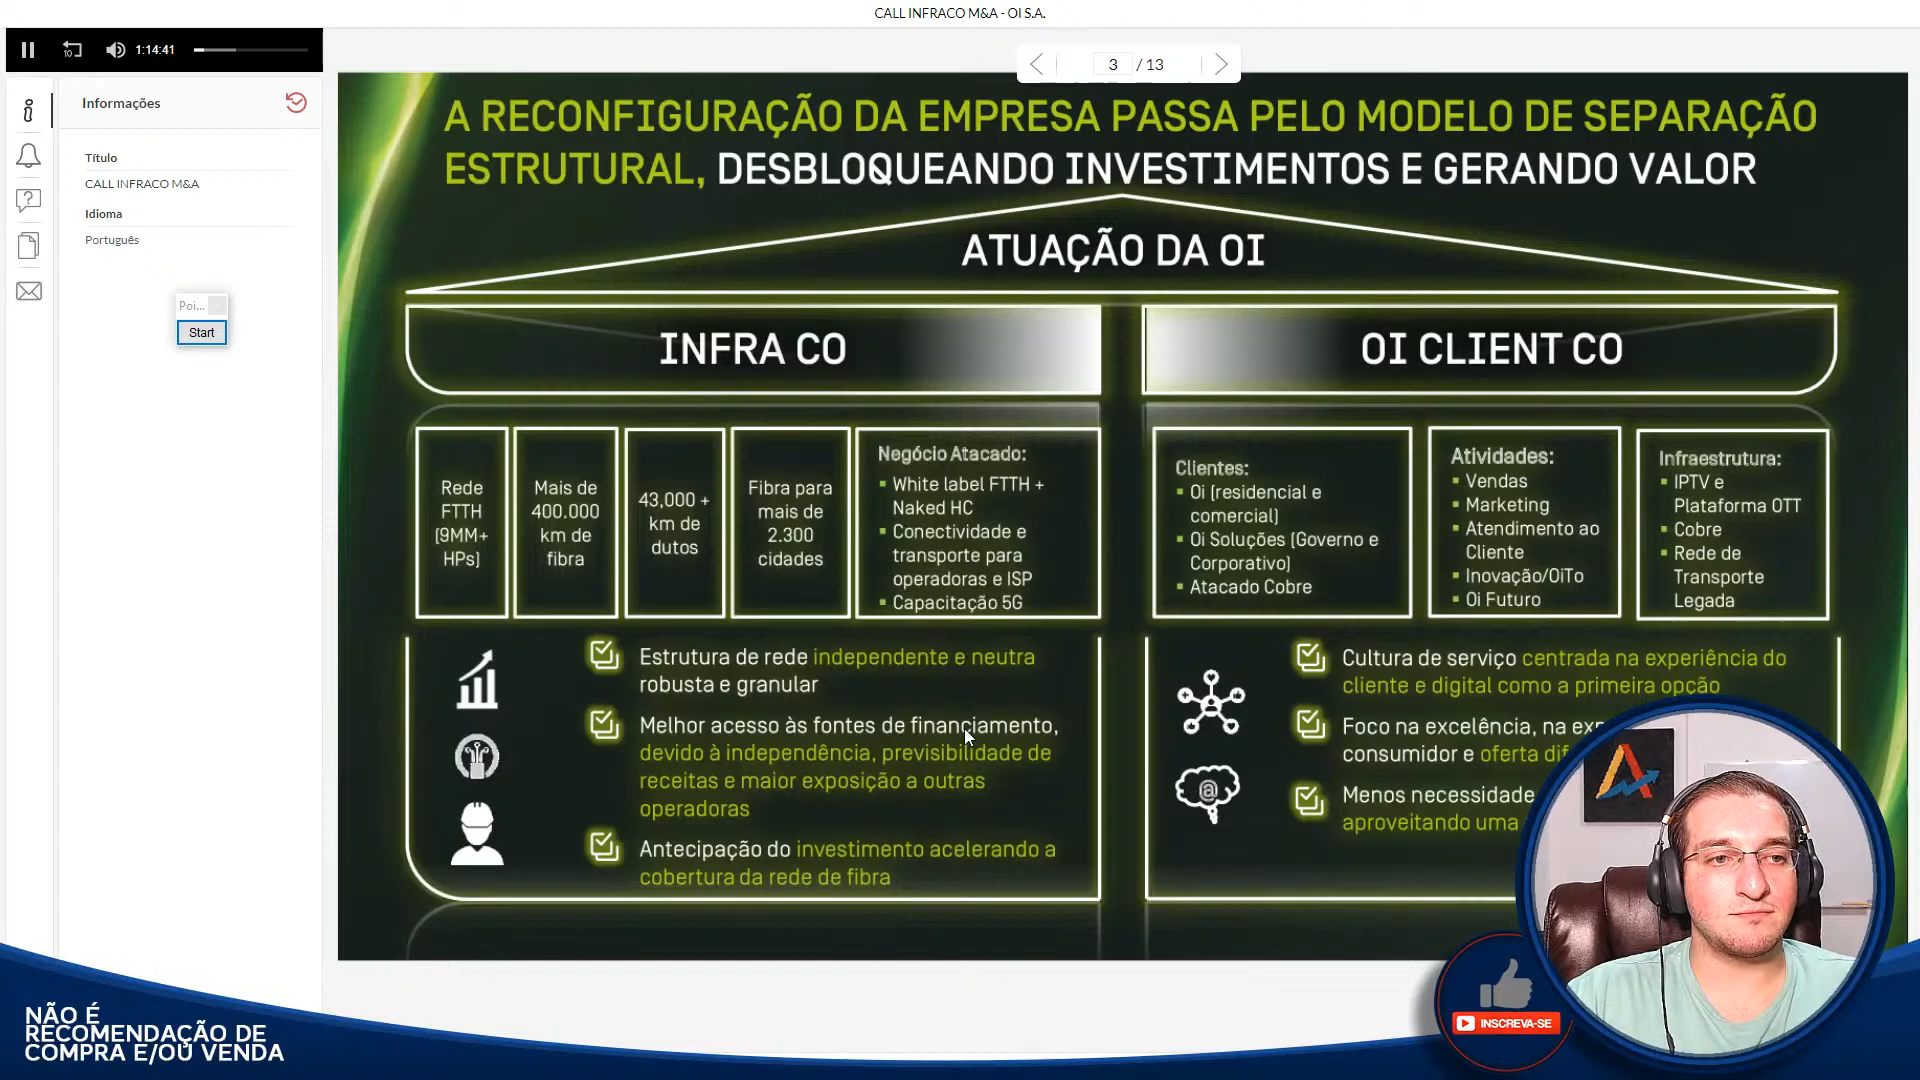 CALL INFRACO M&A - OI S.A.
10
1:14:41
3 / 13
Informações
Título
CALL INFRACO M&A
Idioma
Português
Poi...
Start
A RECONFIGURAÇÃO DA EMPRESA PASSA PELO MODELO DE SEPARAÇÃO
ESTRUTURAL, DESBLOQUEANDO INVESTIMENTOS E GERANDO VALOR
ATUAÇÃO DA OI
INFRA CO
Rede
FTTH
(9MM+
HPs)
Mais de
400.000
km de
fibra
43,000 +
km de
dutos
Fibra para
mais de
2.300
cidades
Negócio Atacado:
▪ White label FTTH +
Naked HC
▪ Conectividade e
transporte para
operadoras e ISP
▪ Capacitação 5G
Estrutura de rede independente e neutra
robusta e granular
Melhor acesso às fontes de financiamento,
devido à independência, previsibilidade de
receitas e maior exposição a outras
operadoras
Antecipação do investimento acelerando a
cobertura da rede de fibra
OI CLIENT CO
Clientes:
▪ Oi (residencial e
comercial)
▪ Oi Soluções (Governo e
Corporativo)
▪ Atacado Cobre
Atividades:
▪ Vendas
▪ Marketing
▪ Atendimento ao
Cliente
▪ Inovação/OiTo
▪ Oi Futuro
Infraestrutura:
▪ IPTV e
Plataforma OTT
▪ Cobre
▪ Rede de
Transporte
Legada
@
Cultura de serviço centrada na experiência do
cliente e digital como a primeira opção
Foco na excelência, na
consumidor e oferta
Menos necessidade
aproveitando uma
NÃO É
RECOMENDAÇÃO DE
COMPRA E/OU VENDA
INSCREVA-SE